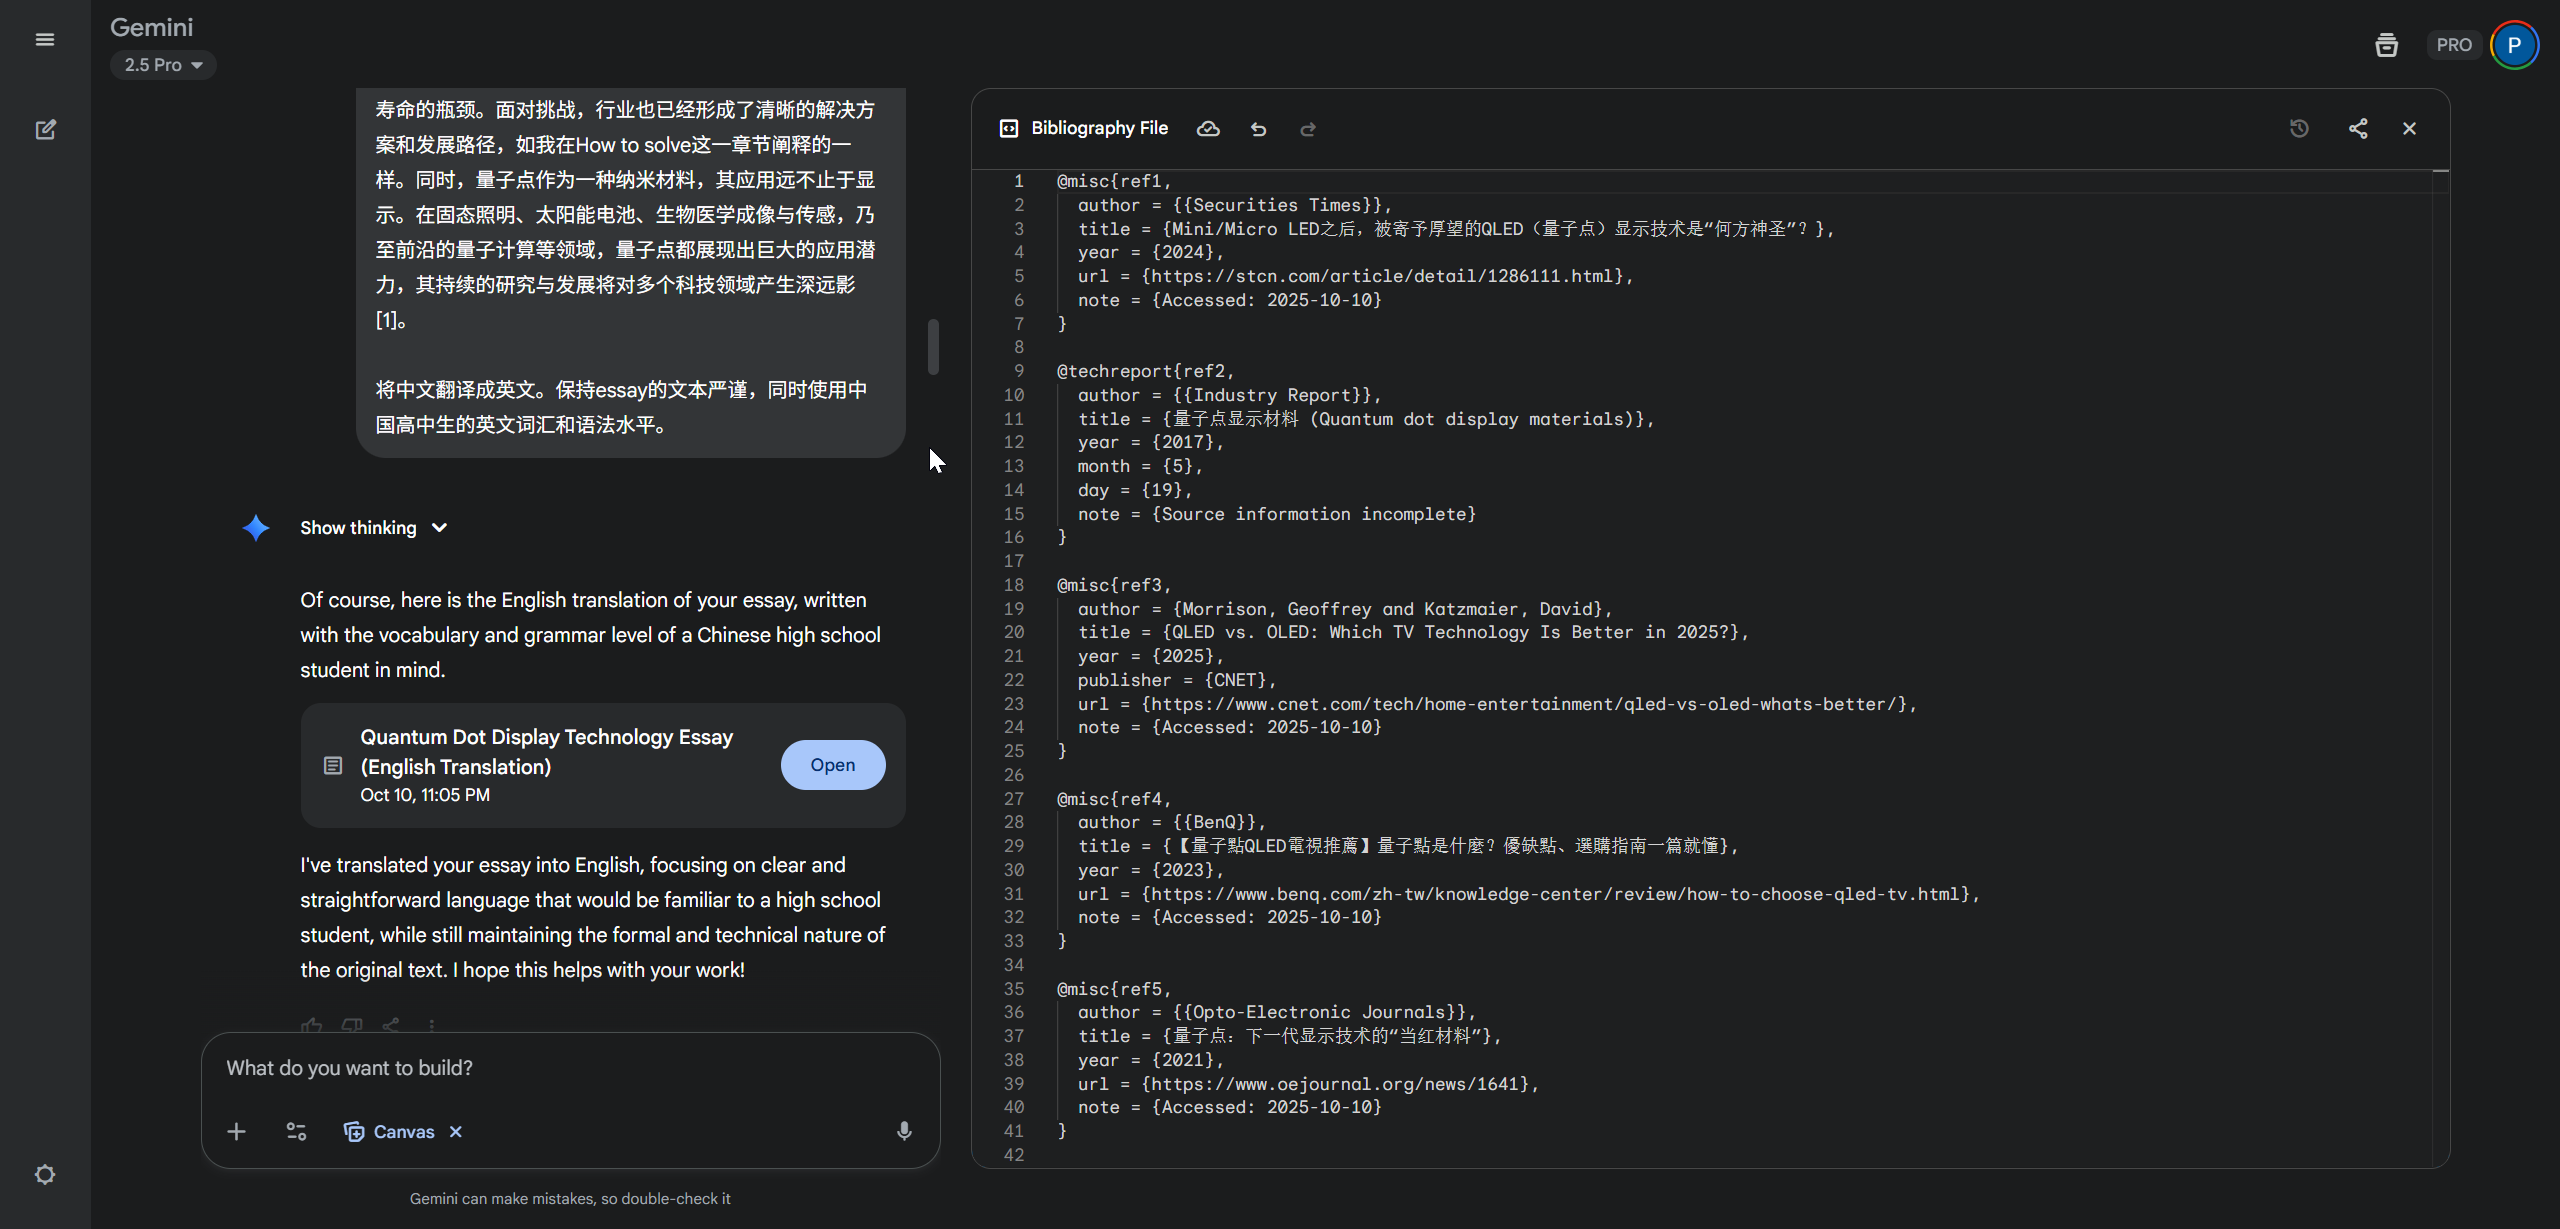 Gemini
2.5 Pro
PRO
P
寿命的瓶颈。面对挑战，行业也已经形成了清晰的解决方
案和发展路径，如我在How to solve这一章节阐释的一
样。同时，量子点作为一种纳米材料，其应用远不止于显
示。在固态照明、太阳能电池、生物医学成像与传感，乃
至前沿的量子计算等领域，量子点都展现出巨大的应用潜
力，其持续的研究与发展将对多个科技领域产生深远影
[1]。
将中文翻译成英文。保持essay的文本严谨，同时使用中
国高中生的英文词汇和语法水平。
Show thinking
Of course, here is the English translation of your essay, written
with the vocabulary and grammar level of a Chinese high school
student in mind.
Quantum Dot Display Technology Essay
(English Translation)
Oct 10, 11:05 PM
Open
I've translated your essay into English, focusing on clear and
straightforward language that would be familiar to a high school
student, while still maintaining the formal and technical nature of
the original text. I hope this helps with your work!
What do you want to build?
Canvas
Gemini can make mistakes, so double-check it
Bibliography File
1 @misc{ref1,
2 author = {{Securities Times}},
3 title = {Mini/Micro LED之后，被寄予厚望的QLED（量子点）显示技术是“何方神圣”？},
4 year = {2024},
5 url = {https://stcn.com/article/detail/1286111.html},
6 note = {Accessed: 2025-10-10}
7 }
8
9 @techreport{ref2,
10 author = {{Industry Report}},
11 title = {量子点显示材料 (Quantum dot display materials)},
12 year = {2017},
13 month = {5},
14 day = {19},
15 note = {Source information incomplete}
16 }
17
18 @misc{ref3,
19 author = {Morrison, Geoffrey and Katzmaier, David},
20 title = {QLED vs. OLED: Which TV Technology Is Better in 2025?},
21 year = {2025},
22 publisher = {CNET},
23 url = {https://www.cnet.com/tech/home-entertainment/qled-vs-oled-whats-better/},
24 note = {Accessed: 2025-10-10}
25 }
26
27 @misc{ref4,
28 author = {{BenQ}},
29 title = {【量子點QLED電視推薦】量子點是什麼？優缺點、選購指南一篇就懂},
30 year = {2023},
31 url = {https://www.benq.com/zh-tw/knowledge-center/review/how-to-choose-qled-tv.html},
32 note = {Accessed: 2025-10-10}
33 }
34
35 @misc{ref5,
36 author = {{Opto-Electronic Journals}},
37 title = {量子点：下一代显示技术的“当红材料”},
38 year = {2021},
39 url = {https://www.oejournal.org/news/1641},
40 note = {Accessed: 2025-10-10}
41 }
42